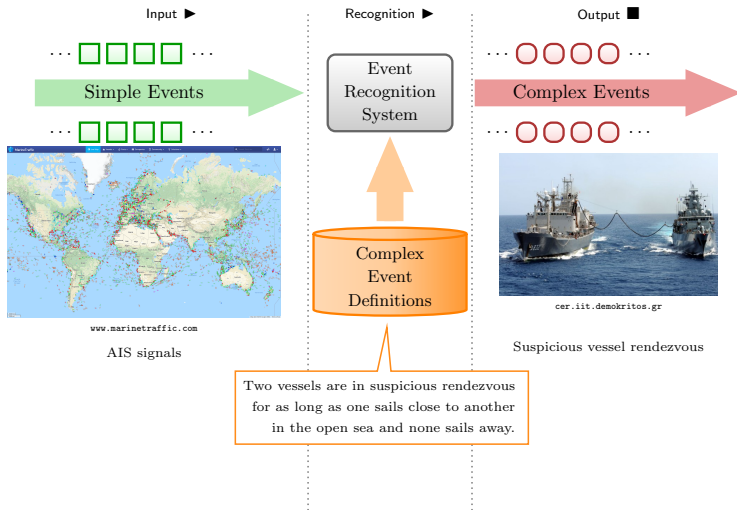 Input ▶
Recognition ▶
Output ■
··· ···
Simple Events
··· ···
Event
Recognition
System
··· ···
Complex Events
··· ···
MarineTraffic
www.marinetraffic.com
AIS signals
Complex
Event
Definitions
cer.iit.demokritos.gr
Suspicious vessel rendezvous
Two vessels are in suspicious rendezvous
for as long as one sails close to another
in the open sea and none sails away.